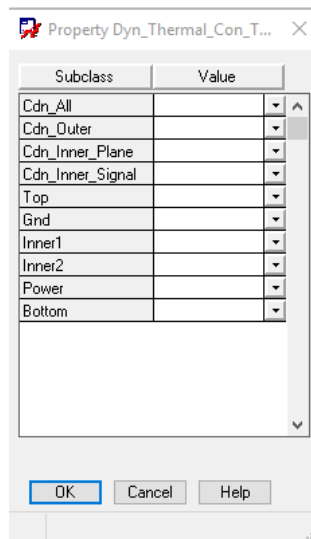 Property Dyn_Thermal_Con_T...
Subclass Value
Cdn_All
Cdn_Outer
Cdn_Inner_Plane
Cdn_Inner_Signal
Top
Gnd
Inner1
Inner2
Power
Bottom
OK Cancel Help